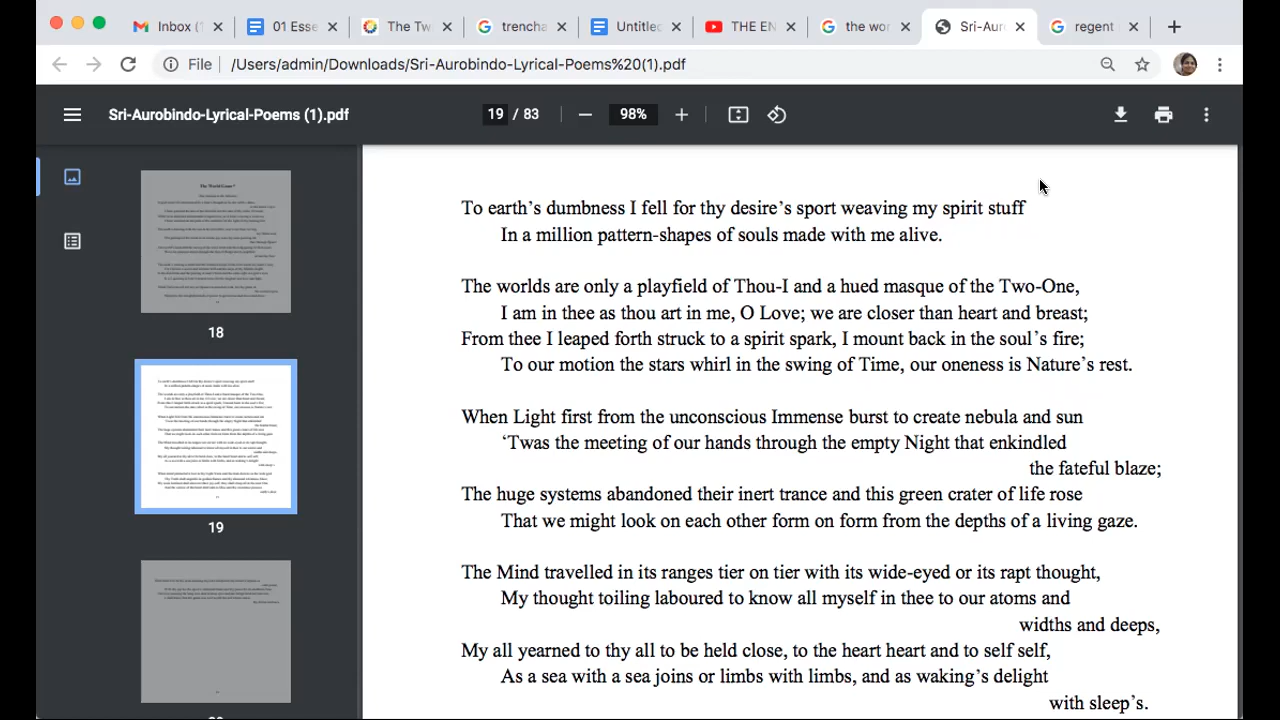 Inbox (1
01 Esse
The Tw
trencha
Untitled
THE EN
the wor
Sri-Auro
regent
File
/Users/admin/Downloads/Sri-Aurobindo-Lyrical-Poems%20(1).pdf
Sri-Aurobindo-Lyrical-Poems (1).pdf
19 / 83
98%
18
19
To earth's dumbness I fell for thy desire's sport weaving my spirit stuff
In a million pattern-shapes of souls made with me alive.
The worlds are only a playfield of Thou-I and a hued masque of the Two-One,
I am in thee as thou art in me, O Love; we are closer than heart and breast;
From thee I leaped forth struck to a spirit spark, I mount back in the soul's fire;
To our motion the stars whirl in the swing of Time, our oneness is Nature's rest.
When Light first from the unconscious Immense burst to create nebula and sun
'Twas the meeting of our hands through the empty Night that enkindled
the fateful blaze;
The huge systems abandoned their inert trance and this green crater of life rose
That we might look on each other form on form from the depths of a living gaze.
The Mind travelled in its ranges tier on tier with its wide-eyed or its rapt thought,
My thought toiling laboured to know all myself in thee to our atoms and
widths and deeps,
My all yearned to thy all to be held close, to the heart heart and to self self,
As a sea with a sea joins or limbs with limbs, and as waking's delight
with sleep's.